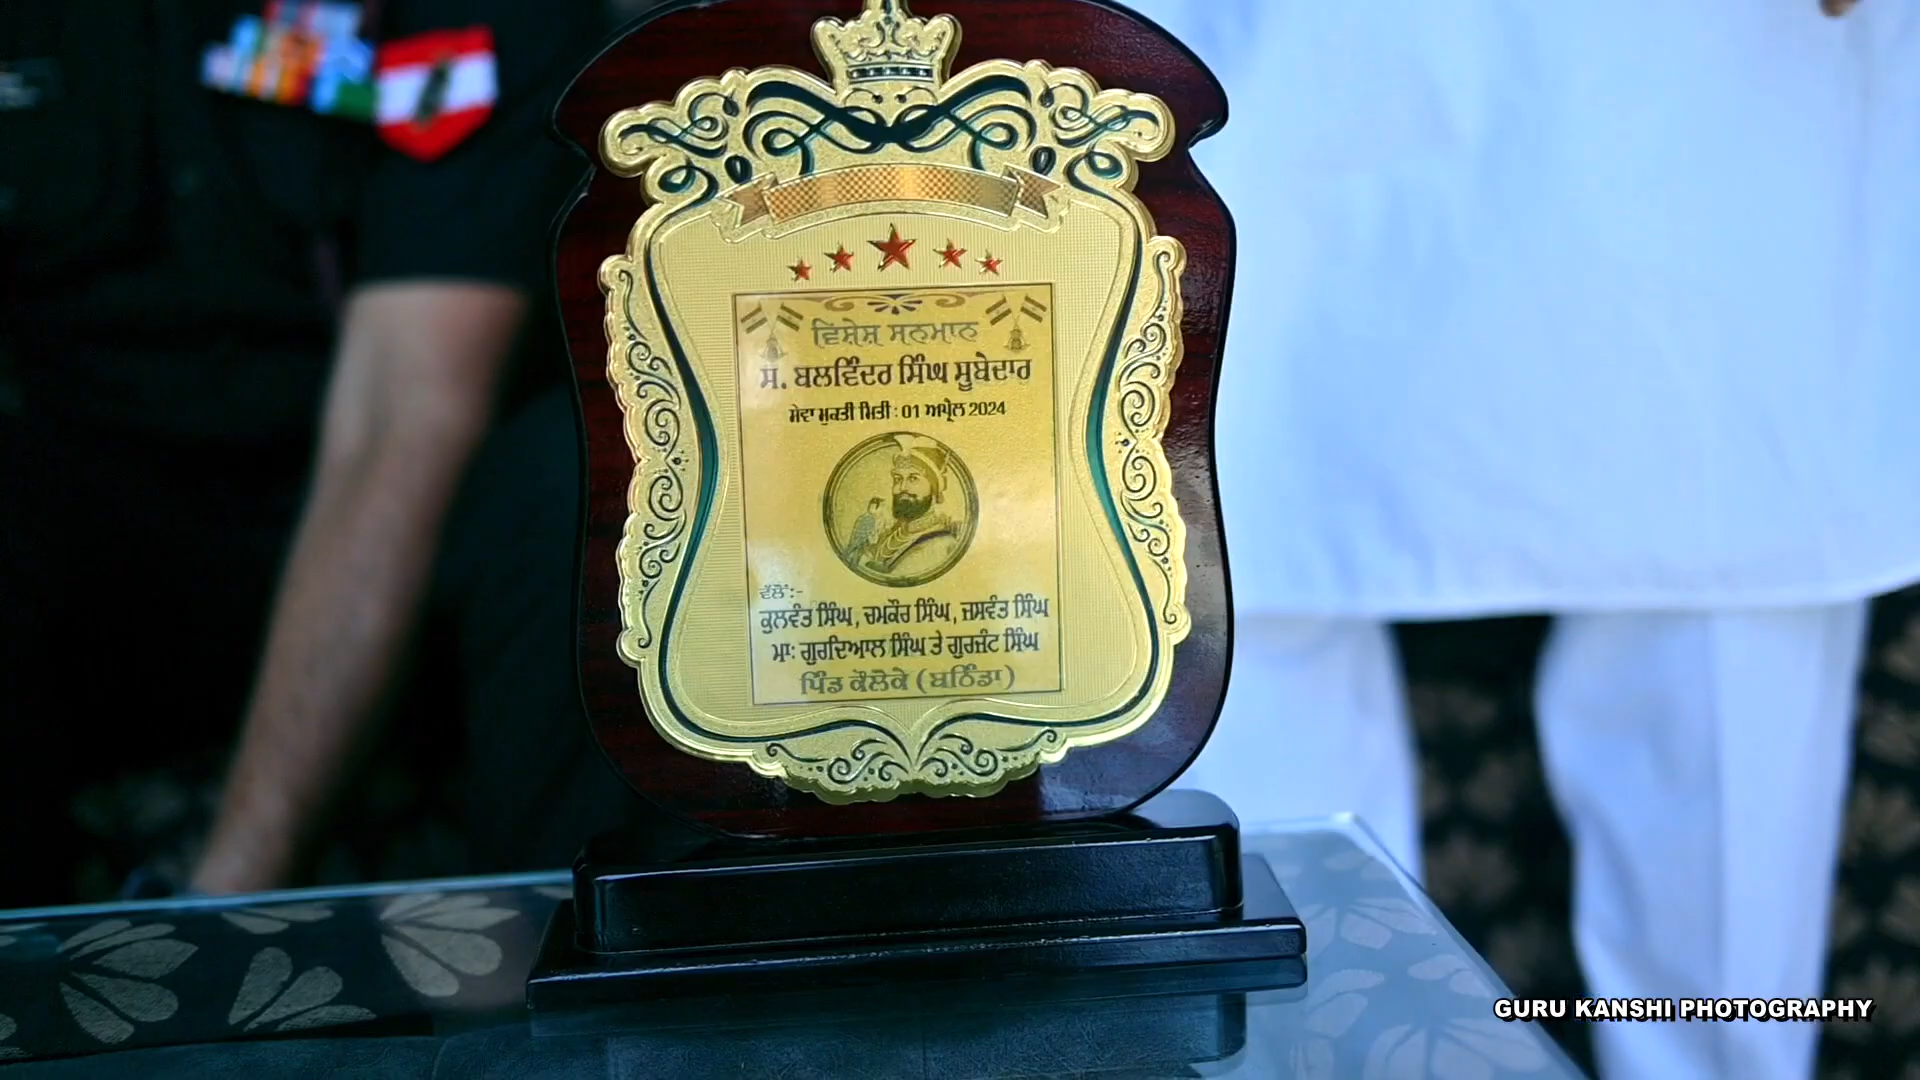 ਵਿਸ਼ੇਸ਼ ਸਨਮਾਨ
ਸ. ਬਲਵਿੰਦਰ ਸਿੰਘ ਸੂਬੇਦਾਰ
ਸੇਵਾ ਮੁਕਤੀ ਮਿਤੀ : 01 ਅਪ੍ਰੈਲ 2024
ਵੱਲੋਂ:-
ਕੁਲਵੰਤ ਸਿੰਘ, ਚਮਕੌਰ ਸਿੰਘ, ਜਸਵੰਤ ਸਿੰਘ
ਮਾ: ਗੁਰਦਿਆਲ ਸਿੰਘ ਤੇ ਗੁਰਜੰਟ ਸਿੰਘ
ਪਿੰਡ ਕੌਲੋਕੇ (ਬਠਿੰਡਾ)
GURU KANSHI PHOTOGRAPHY